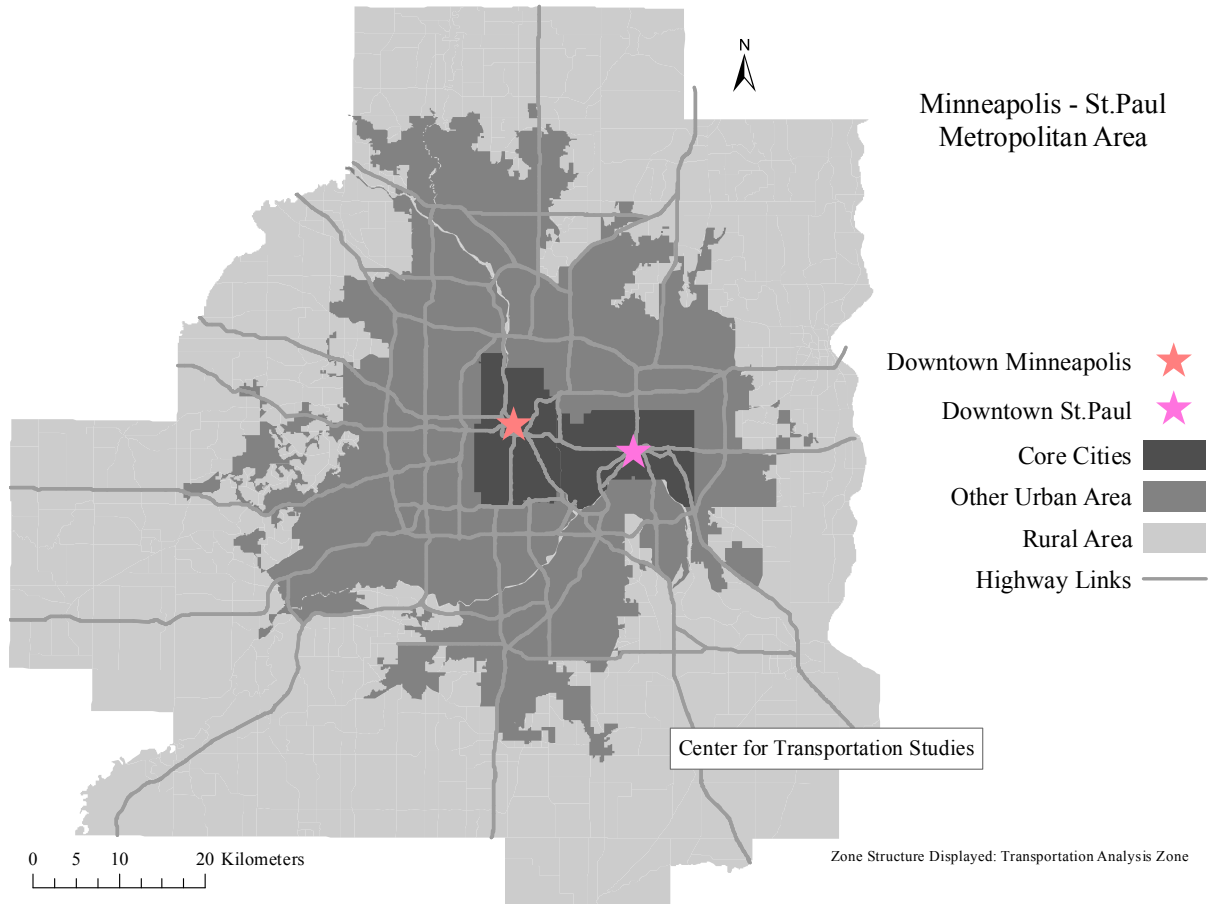 N
Minneapolis - St.Paul
Metropolitan Area
Downtown Minneapolis
Downtown St.Paul
Core Cities
Other Urban Area
Rural Area
Highway Links
Center for Transportation Studies
0 5 10 20 Kilometers
Zone Structure Displayed: Transportation Analysis Zone